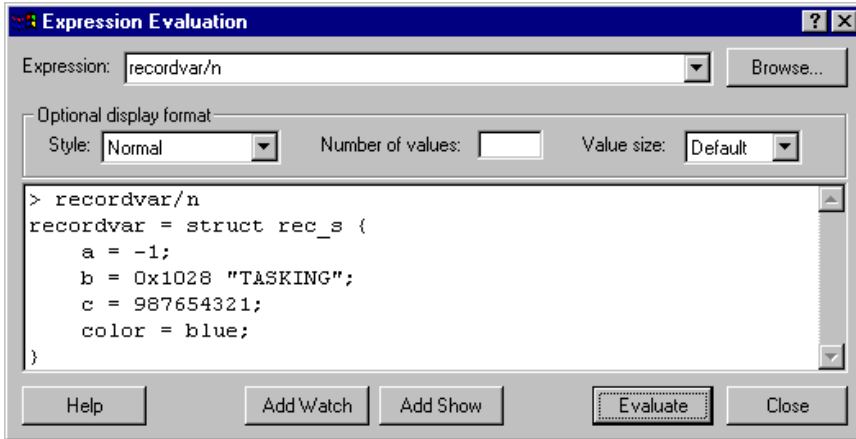 Expression Evaluation
Expression: recordvar/n Browse...
Optional display format
Style: Normal Number of values: Value size: Default
> recordvar/n
recordvar = struct rec_s {
    a = -1;
    b = 0x1028 "TASKING";
    c = 987654321;
    color = blue;
}
Help Add Watch Add Show Evaluate Close